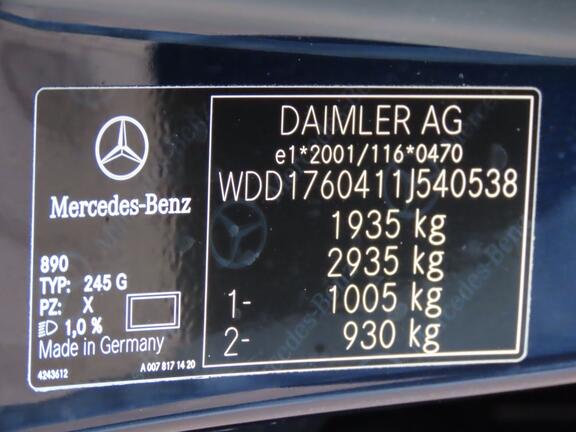 DAIMLER AG
e1*2001/116*0470
WDD1760411J540538
1935 kg
2935 kg
1- 1005 kg
2- 930 kg
Mercedes-Benz
890
TYP: 245 G
PZ: X
1,0 %
Made in Germany
4243612
A 007 817 14 20